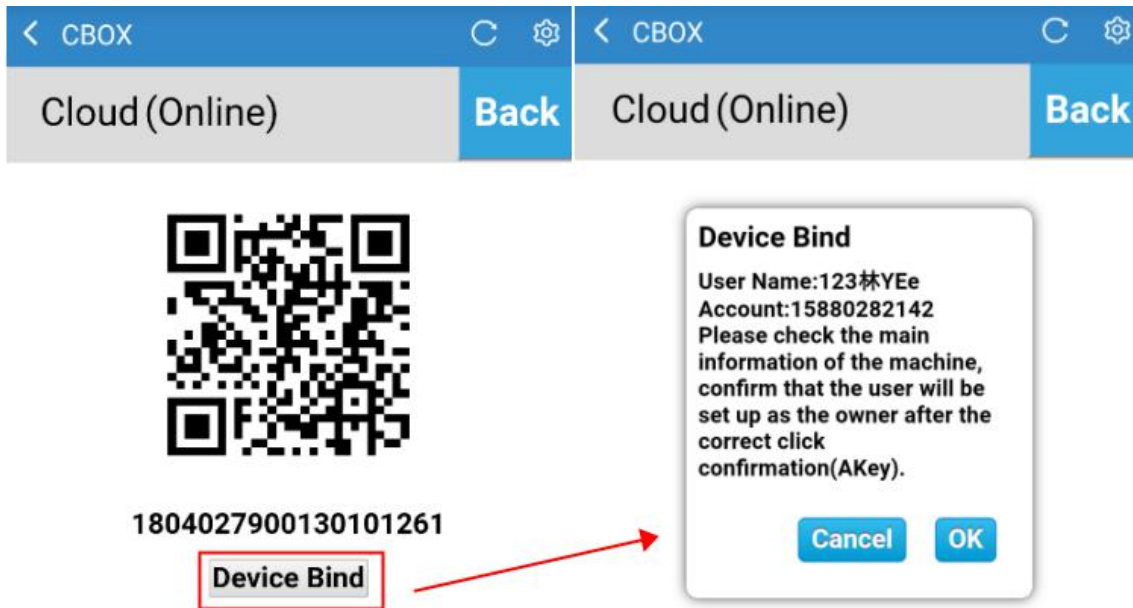 CBOX
Cloud (Online)
Back
1804027900130101261
Device Bind
CBOX
Cloud (Online)
Back
Device Bind
User Name:123林YEe
Account:15880282142
Please check the main
information of the machine,
confirm that the user will be
set up as the owner after the
correct click
confirmation(AKey).
Cancel
OK